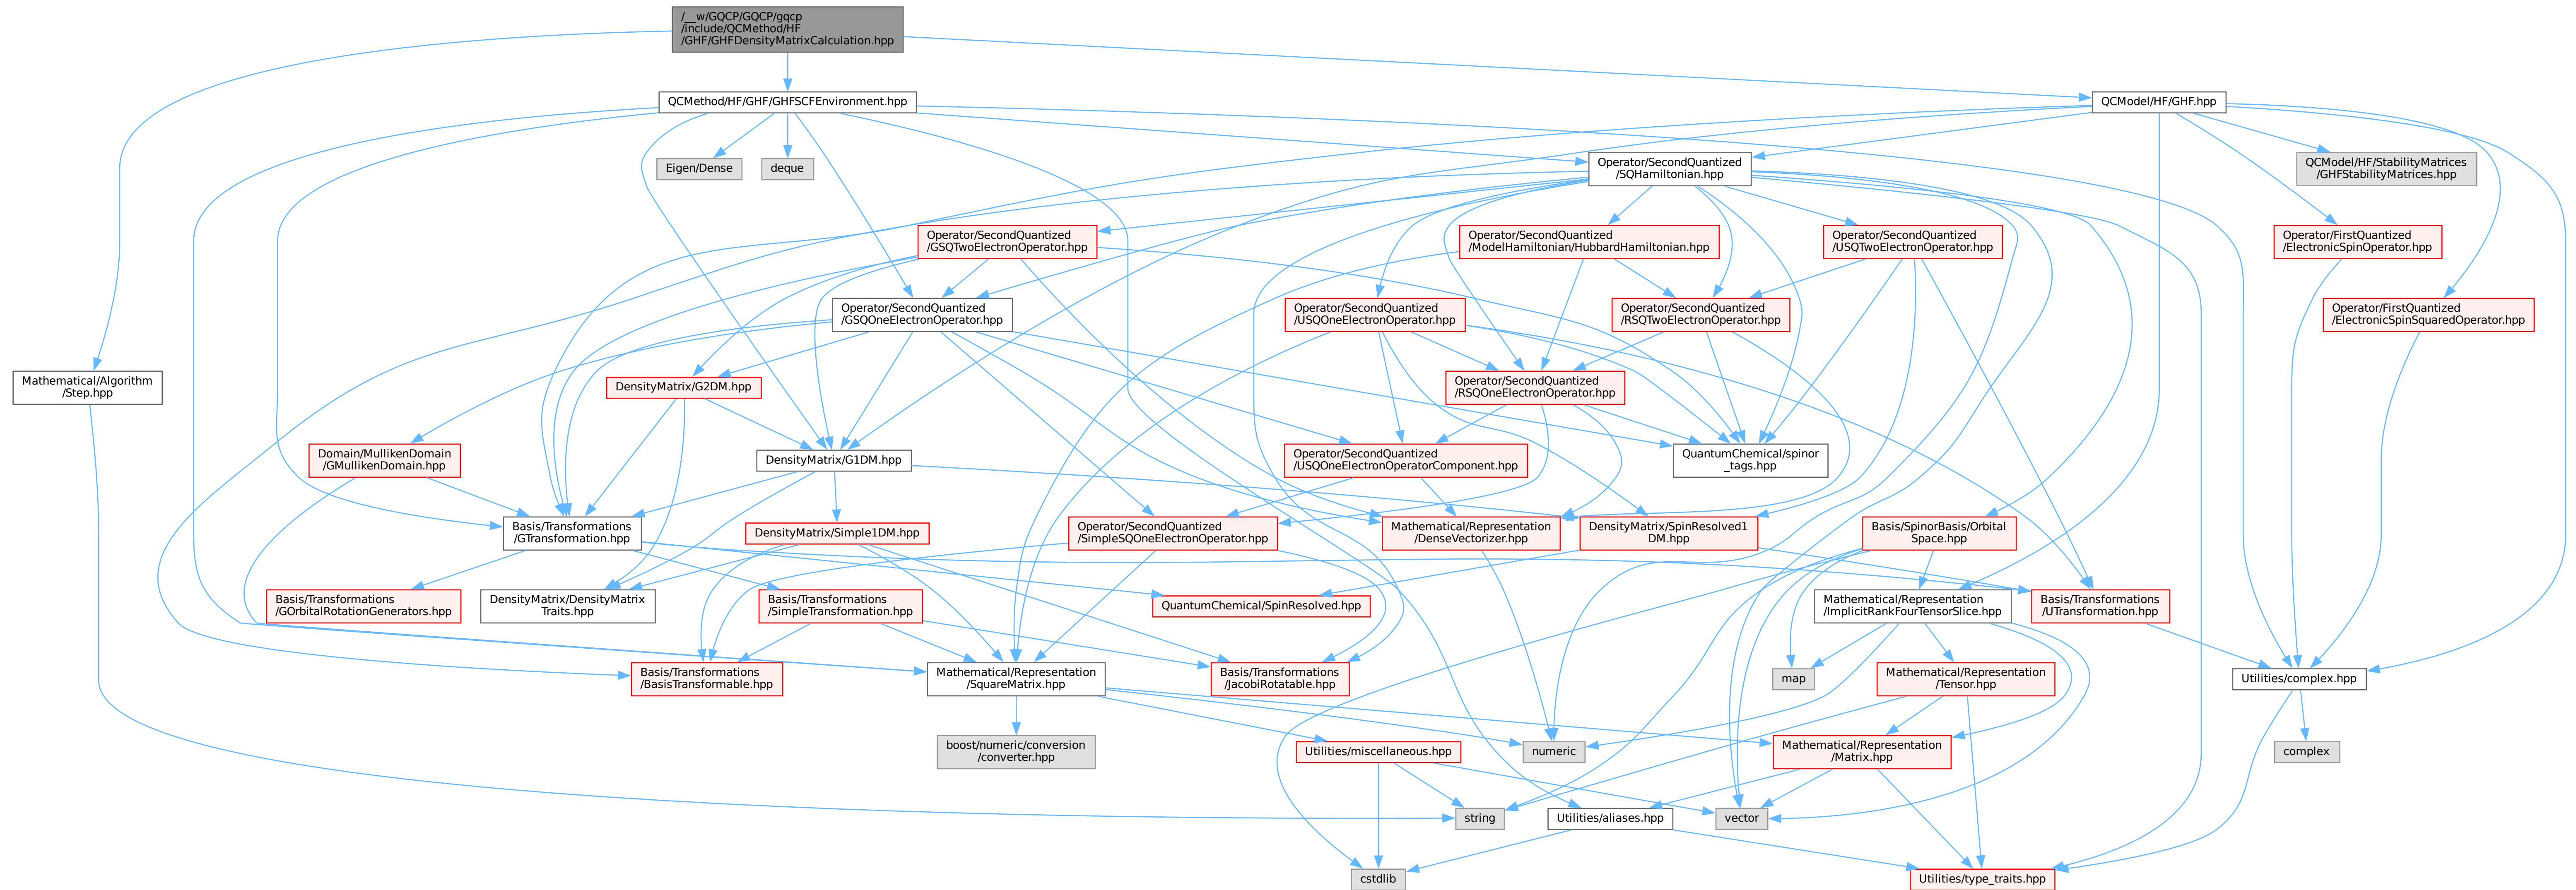 /__w/GQCP/GQCP/gqcp
/include/QCMethod/HF
/GHF/GHFDensityMatrixCalculation.hpp
QCMethod/HF/GHF/GHFSCFEnvironment.hpp
QCModel/HF/GHF.hpp
Eigen/Dense
deque
Operator/SecondQuantized
/SQHamiltonian.hpp
QCModel/HF/StabilityMatrices
/GHFStabilityMatrices.hpp
Operator/SecondQuantized
/GSQTwoElectronOperator.hpp
Operator/SecondQuantized
/ModelHamiltonian/HubbardHamiltonian.hpp
Operator/SecondQuantized
/USQTwoElectronOperator.hpp
Operator/FirstQuantized
/ElectronicSpinOperator.hpp
Operator/SecondQuantized
/GSQOneElectronOperator.hpp
Operator/SecondQuantized
/USQOneElectronOperator.hpp
Operator/SecondQuantized
/RSQTwoElectronOperator.hpp
Operator/FirstQuantized
/ElectronicSpinSquaredOperator.hpp
Mathematical/Algorithm
/Step.hpp
DensityMatrix/G2DM.hpp
Operator/SecondQuantized
/RSQOneElectronOperator.hpp
Domain/MullikenDomain
/GMullikenDomain.hpp
DensityMatrix/G1DM.hpp
Operator/SecondQuantized
/USQOneElectronOperatorComponent.hpp
QuantumChemical/spinor
_tags.hpp
Basis/Transformations
/GTransformation.hpp
DensityMatrix/Simple1DM.hpp
Operator/SecondQuantized
/SimpleSQOneElectronOperator.hpp
Mathematical/Representation
/DenseVectorizer.hpp
DensityMatrix/SpinResolved1
DM.hpp
Basis/SpinorBasis/Orbital
Space.hpp
Basis/Transformations
/GOrbitalRotationGenerators.hpp
DensityMatrix/DensityMatrix
Traits.hpp
Basis/Transformations
/SimpleTransformation.hpp
QuantumChemical/SpinResolved.hpp
Mathematical/Representation
/ImplicitRankFourTensorSlice.hpp
Basis/Transformations
/UTransformation.hpp
Basis/Transformations
/BasisTransformable.hpp
Mathematical/Representation
/SquareMatrix.hpp
Basis/Transformations
/JacobiRotatable.hpp
map
Mathematical/Representation
/Tensor.hpp
Utilities/complex.hpp
boost/numeric/conversion
/converter.hpp
Utilities/miscellaneous.hpp
numeric
Mathematical/Representation
/Matrix.hpp
complex
string
Utilities/aliases.hpp
vector
cstdlib
Utilities/type_traits.hpp